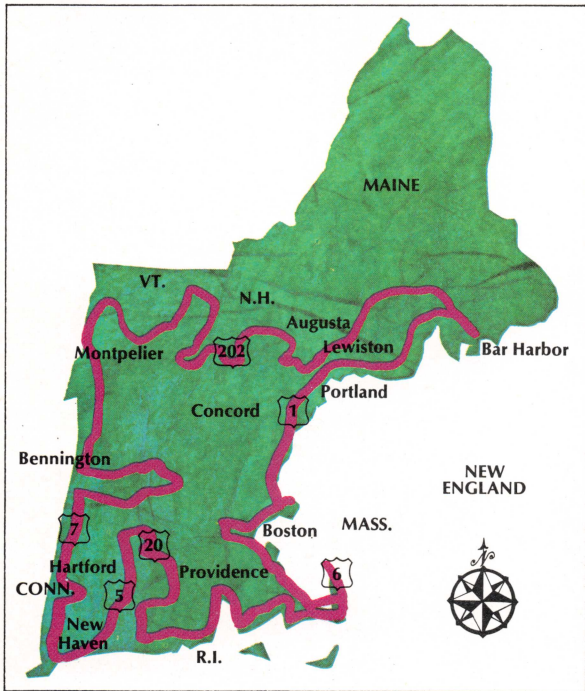 MAINE
VT.
N.H.
Augusta
Montpelier
202
Lewiston
Bar Harbor
Portland
Concord
1
Bennington
NEW
ENGLAND
7
Boston
MASS.
20
Hartford
Providence
6
CONN.
5
New
Haven
R.I.
N